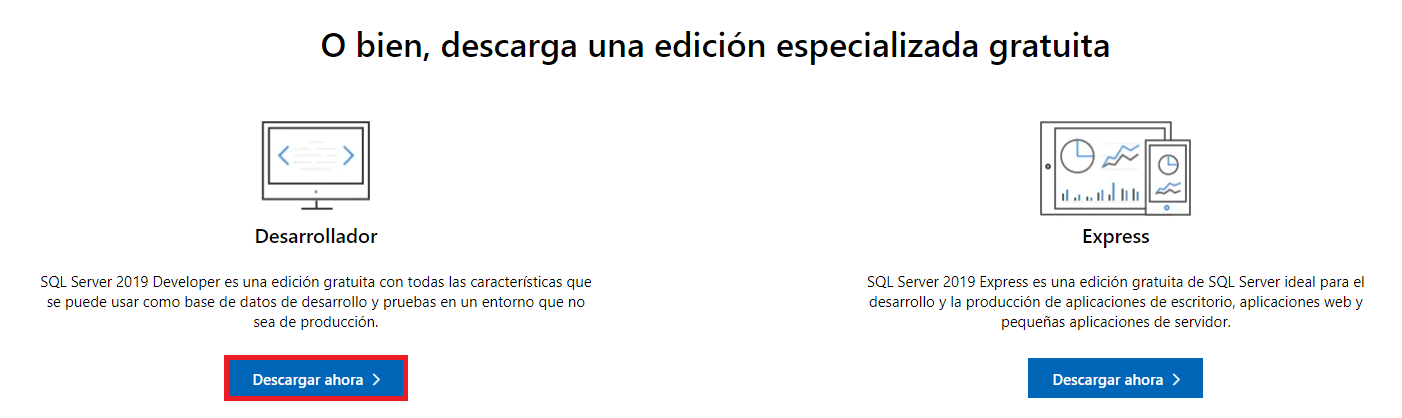 O bien, descarga una edición especializada gratuita
Desarrollador
SQL Server 2019 Developer es una edición gratuita con todas las características que
se puede usar como base de datos de desarrollo y pruebas en un entorno que no
sea de producción.
Descargar ahora
Express
SQL Server 2019 Express es una edición gratuita de SQL Server ideal para el
desarrollo y la producción de aplicaciones de escritorio, aplicaciones web y
pequeñas aplicaciones de servidor.
Descargar ahora